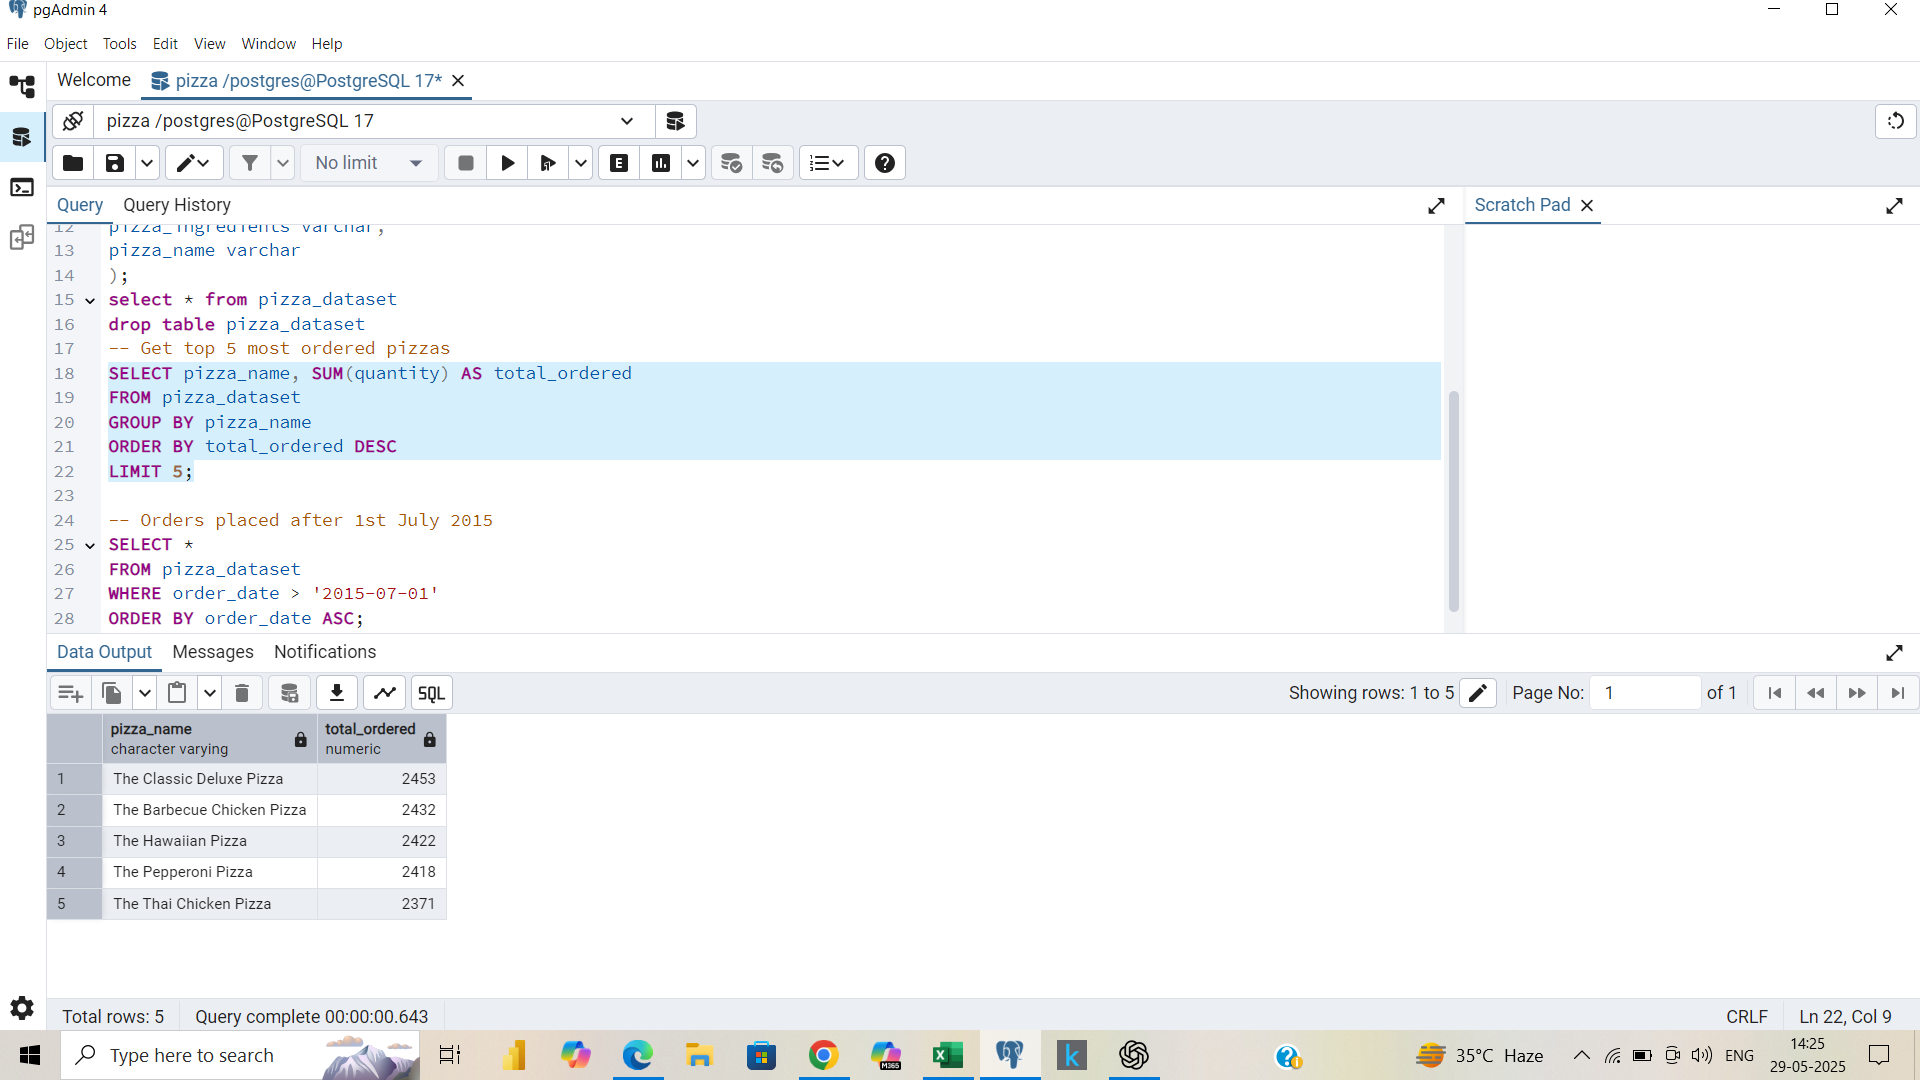 pgAdmin 4
File Object Tools Edit View Window Help
Welcome pizza /postgres@PostgreSQL 17*
pizza /postgres@PostgreSQL 17
No limit
Query Query History
Scratch Pad
12 pizza_ingredients varchar,
13 pizza_name varchar
14 );
15 select * from pizza_dataset
16 drop table pizza_dataset
17 -- Get top 5 most ordered pizzas
18 SELECT pizza_name, SUM(quantity) AS total_ordered
19 FROM pizza_dataset
20 GROUP BY pizza_name
21 ORDER BY total_ordered DESC
22 LIMIT 5;
23
24 -- Orders placed after 1st July 2015
25 SELECT *
26 FROM pizza_dataset
27 WHERE order_date > '2015-07-01'
28 ORDER BY order_date ASC;
Data Output Messages Notifications
SQL
Showing rows: 1 to 5 Page No: 1 of 1
pizza_name total_ordered
character varying numeric
1 The Classic Deluxe Pizza 2453
2 The Barbecue Chicken Pizza 2432
3 The Hawaiian Pizza 2422
4 The Pepperoni Pizza 2418
5 The Thai Chicken Pizza 2371
Total rows: 5 Query complete 00:00:00.643 CRLF Ln 22, Col 9
Type here to search
M365
35°C Haze
ENG
14:25
29-05-2025